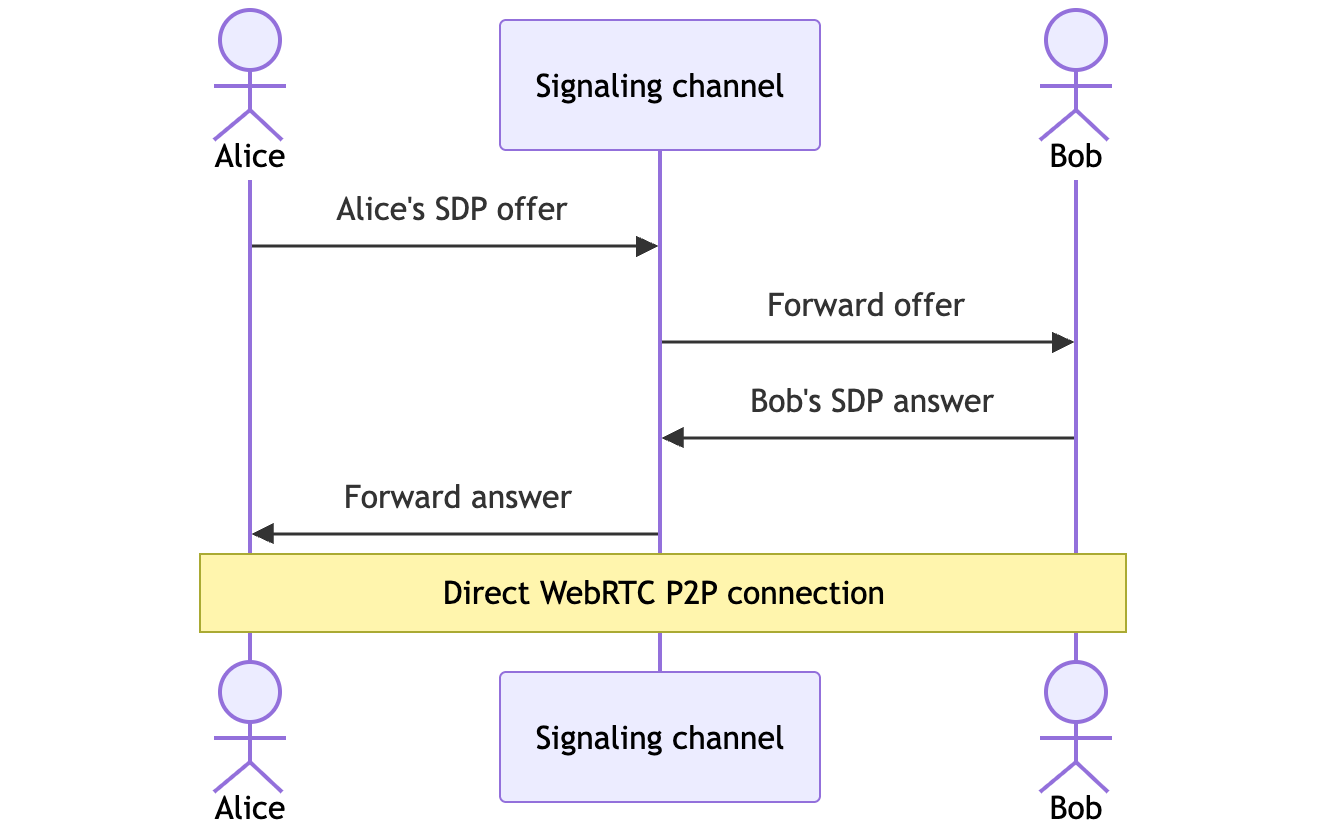 Signaling channel
Alice
Bob
Alice's SDP offer
Forward offer
Bob's SDP answer
Forward answer
Direct WebRTC P2P connection
Signaling channel
Alice
Bob